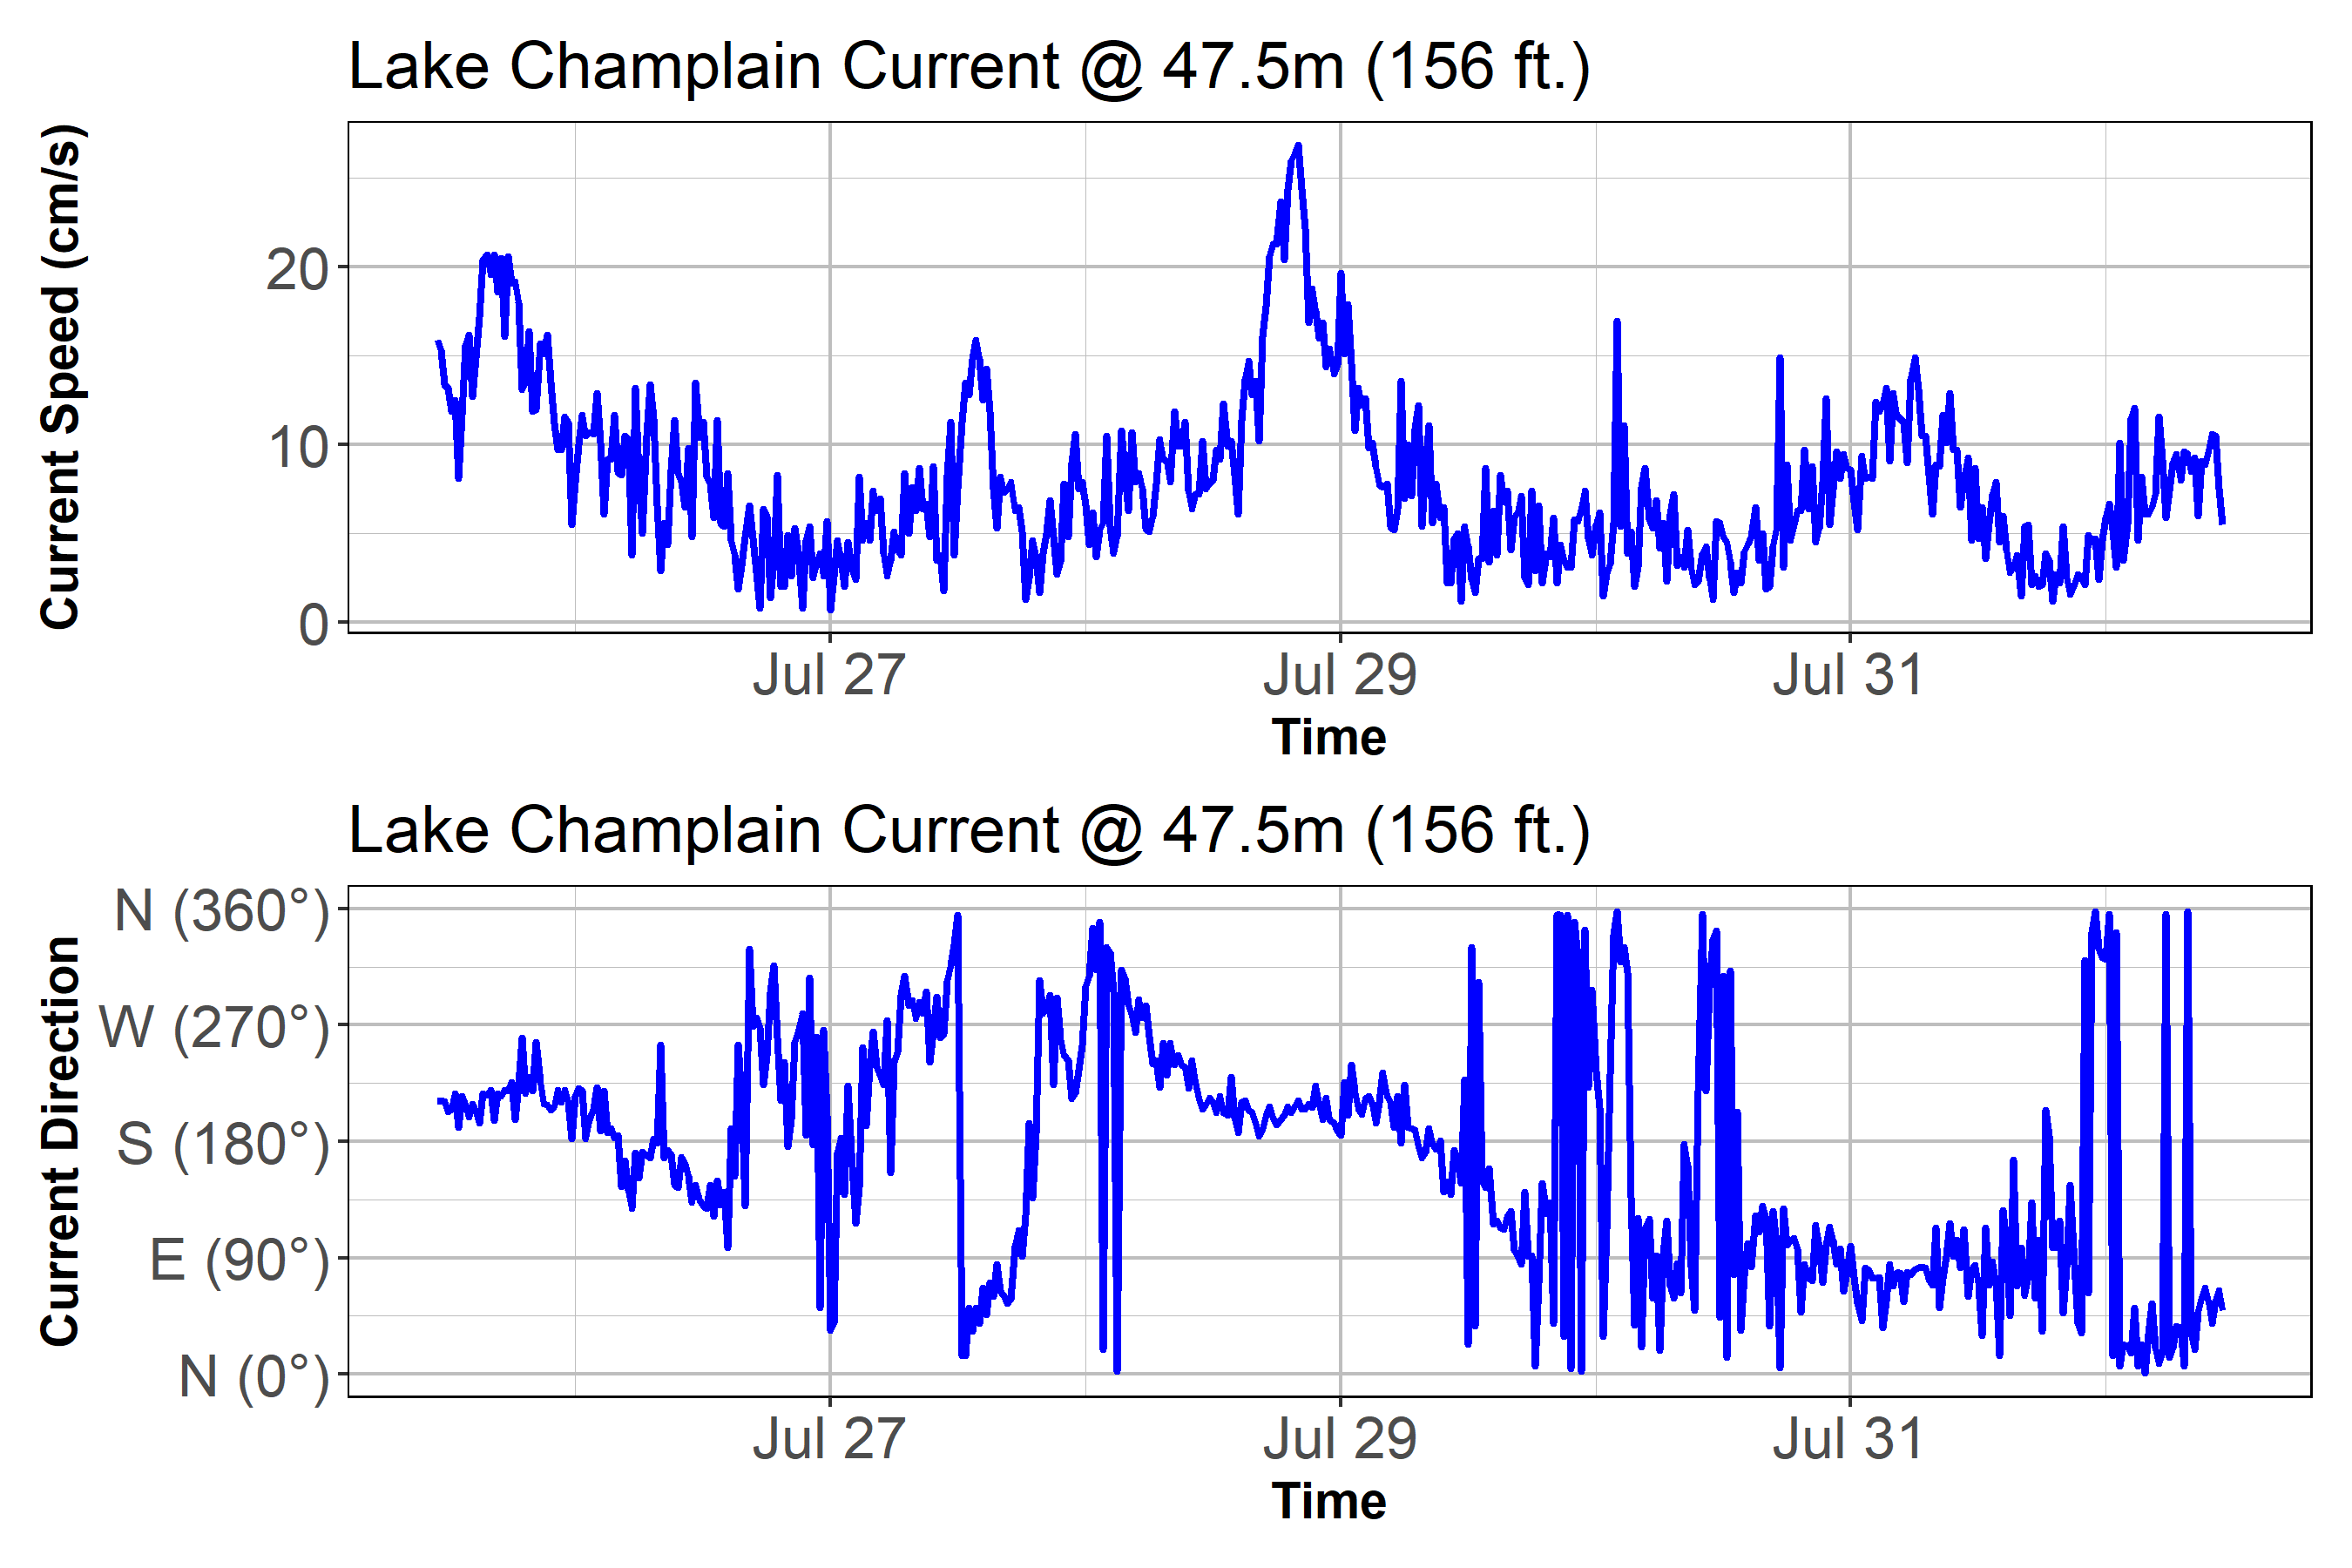 Lake Champlain Current @ 47.5m (156 ft.)
Current Speed (cm/s)
20
10
0
Jul 27 Jul 29 Jul 31
Time
Lake Champlain Current @ 47.5m (156 ft.)
Current Direction
N (360°)
W (270°)
S (180°)
E (90°)
N (0°)
Jul 27 Jul 29 Jul 31
Time